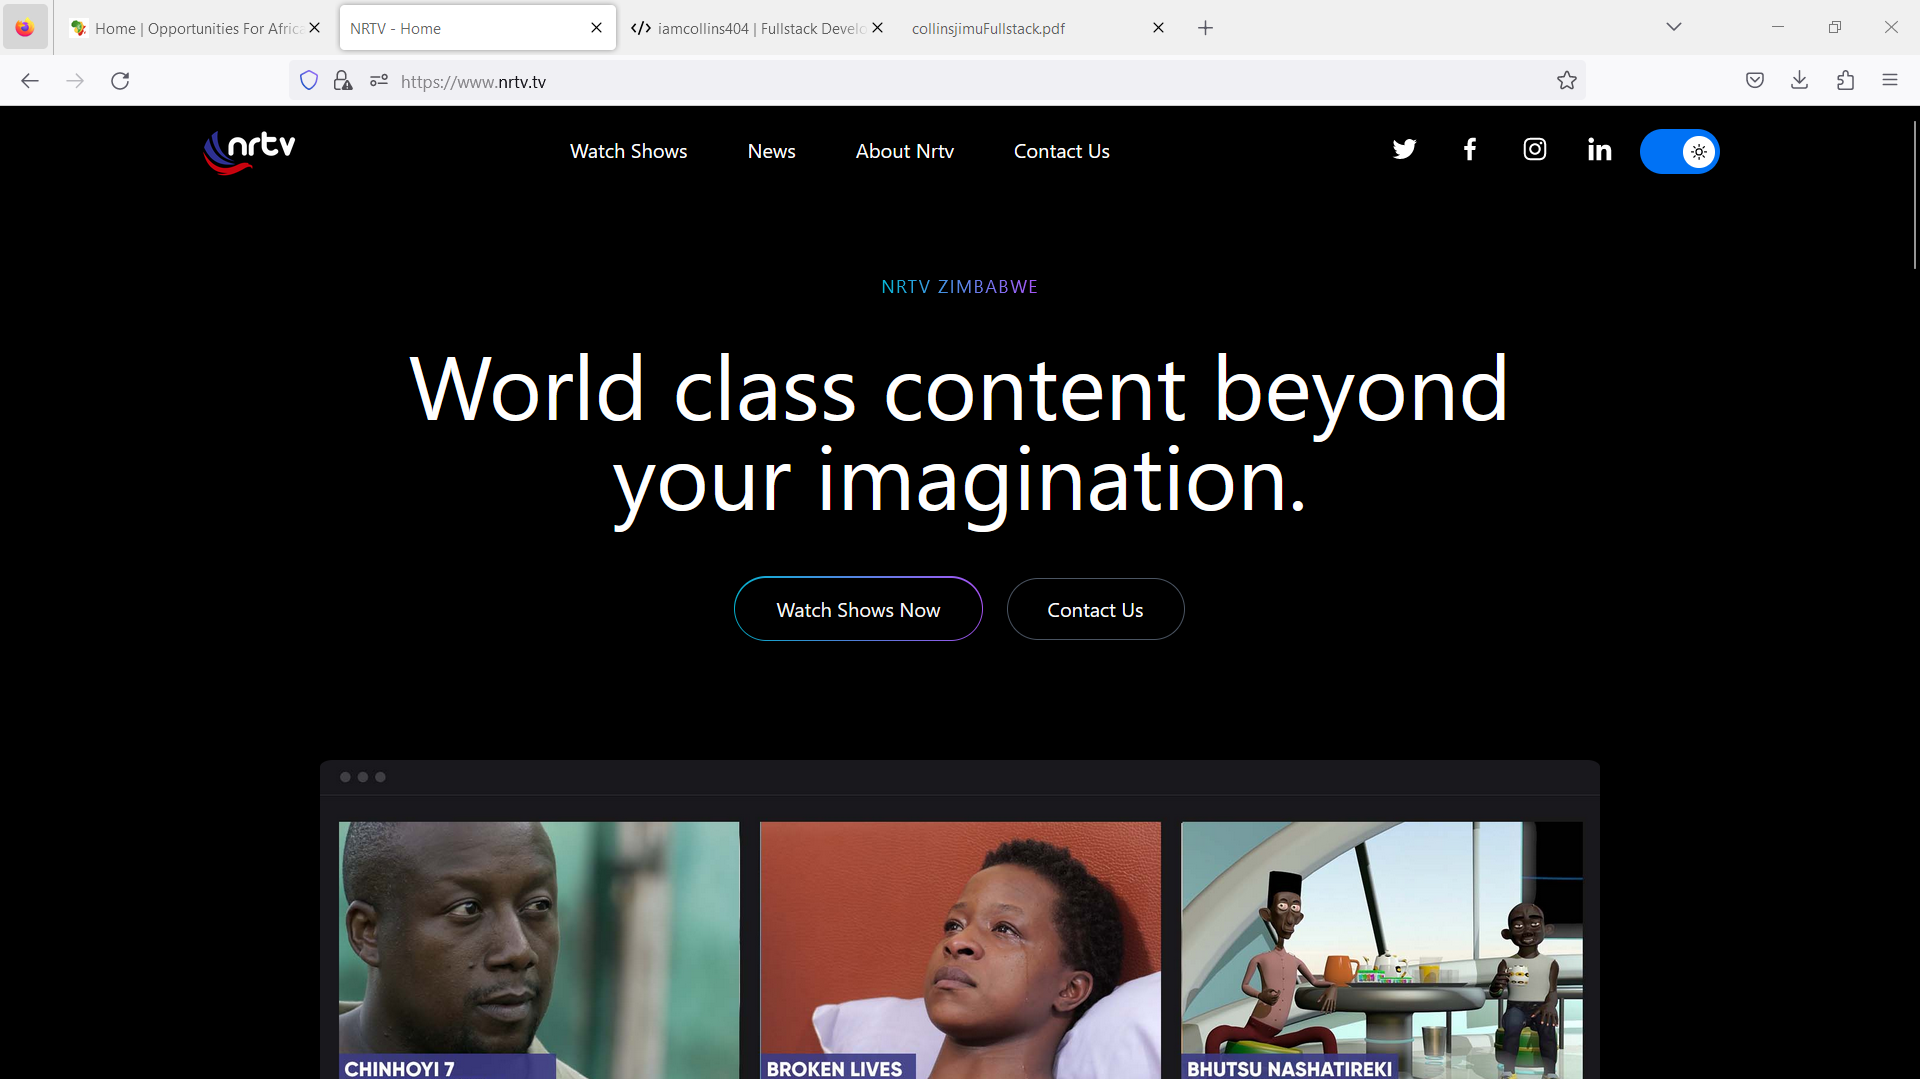 Home | Opportunities For Africa
NRTV - Home
iamcollins404 | Fullstack Develo
collinsjimuFullstack.pdf
https://www.nrtv.tv
nrtv
Watch Shows
News
About Nrtv
Contact Us
NRTV ZIMBABWE
World class content beyond
your imagination.
Watch Shows Now
Contact Us
CHINHOYI 7
BROKEN LIVES
BHUTSU NASHATIREKI